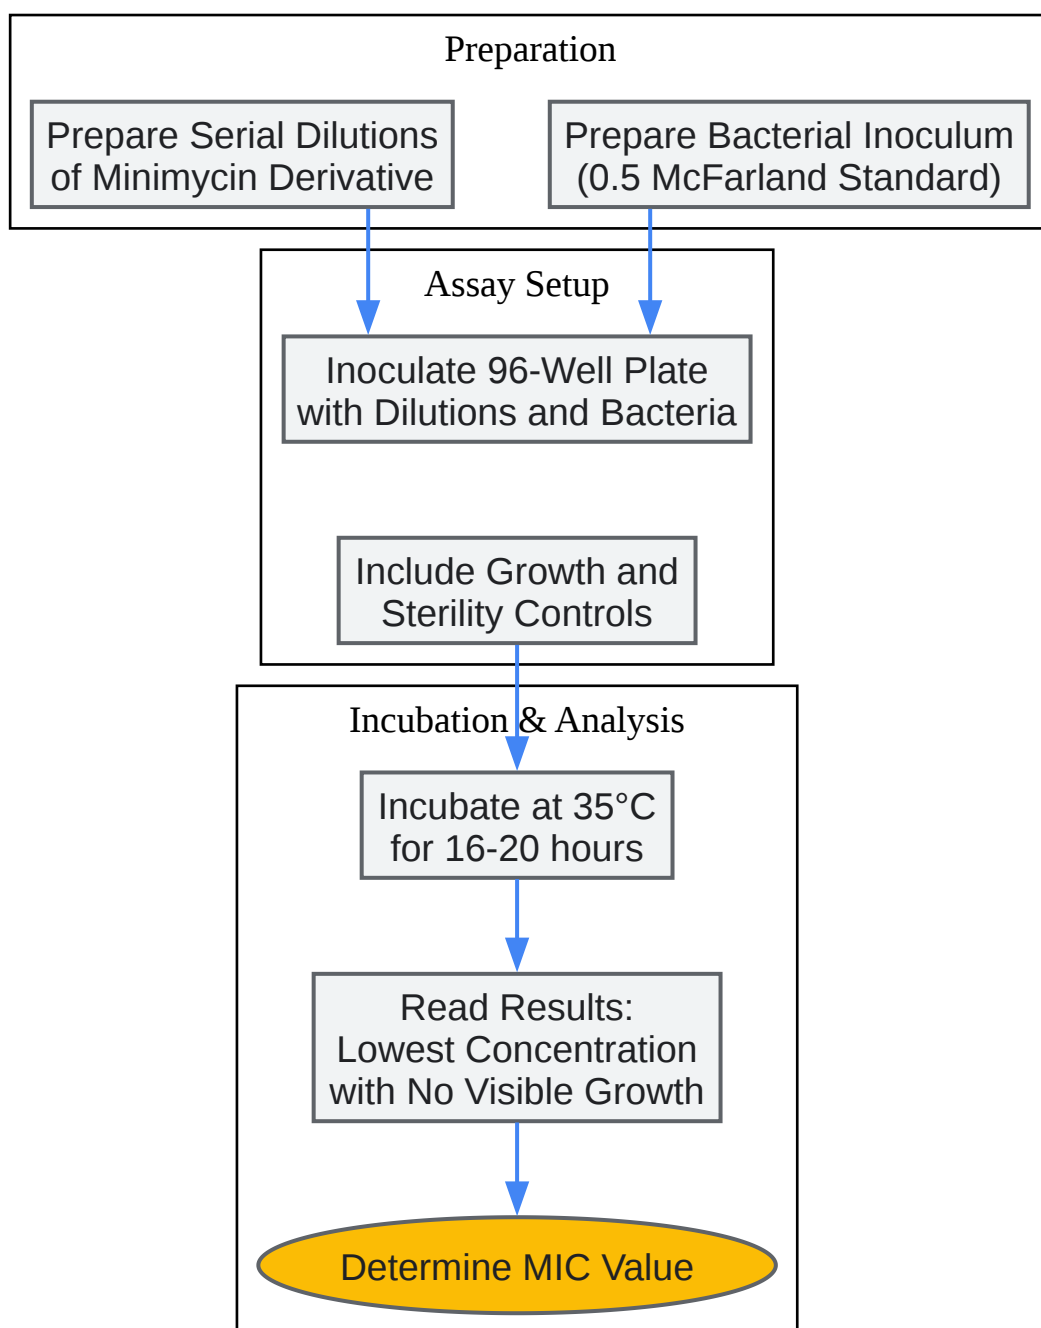 Preparation
Prepare Serial Dilutions
of Minimycin Derivative
Prepare Bacterial Inoculum
(0.5 McFarland Standard)
Assay Setup
Inoculate 96-Well Plate
with Dilutions and Bacteria
Include Growth and
Sterility Controls
Incubation & Analysis
Incubate at 35°C
for 16-20 hours
Read Results:
Lowest Concentration
with No Visible Growth
Determine MIC Value